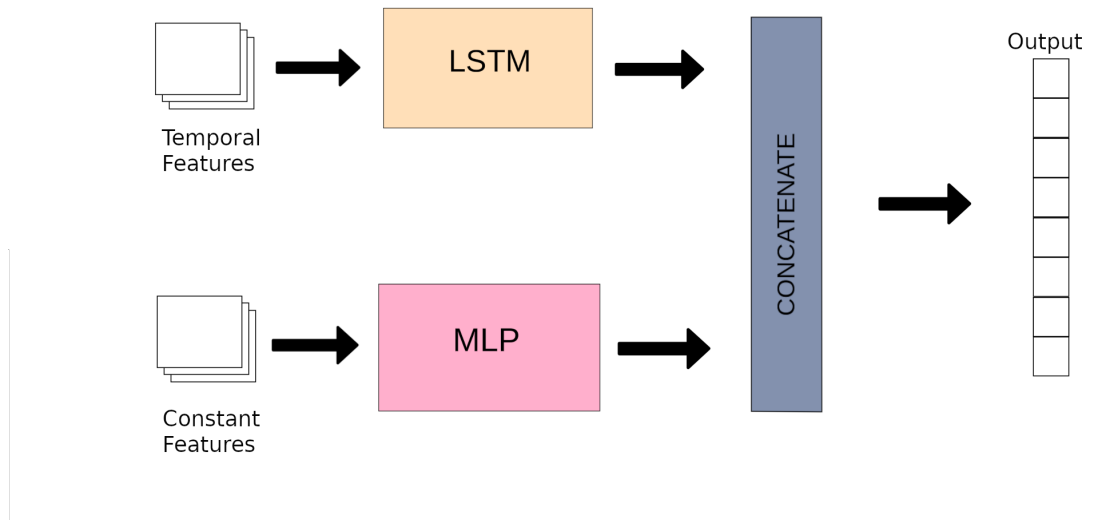 Temporal
Features
LSTM
Constant
Features
MLP
CONCATENATE
Output